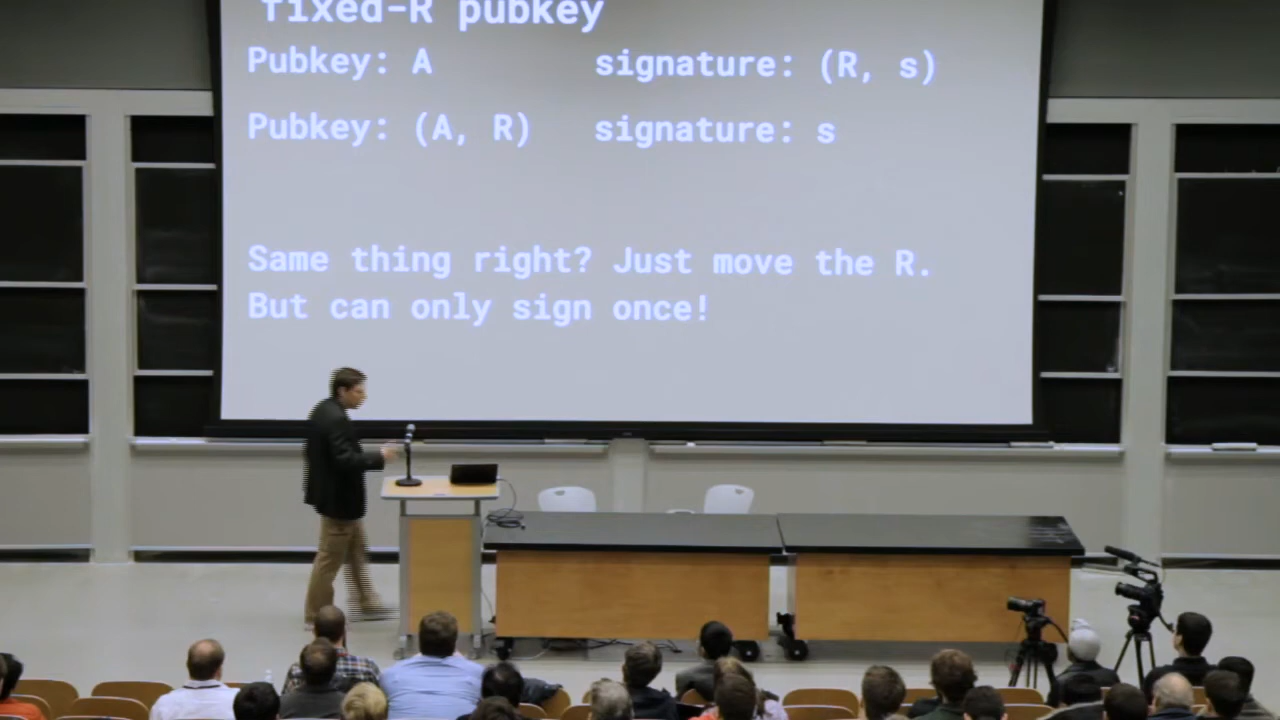 fixed-R pubkey
Pubkey: A signature: (R, s)
Pubkey: (A, R) signature: s
Same thing right? Just move the R.
But can only sign once!